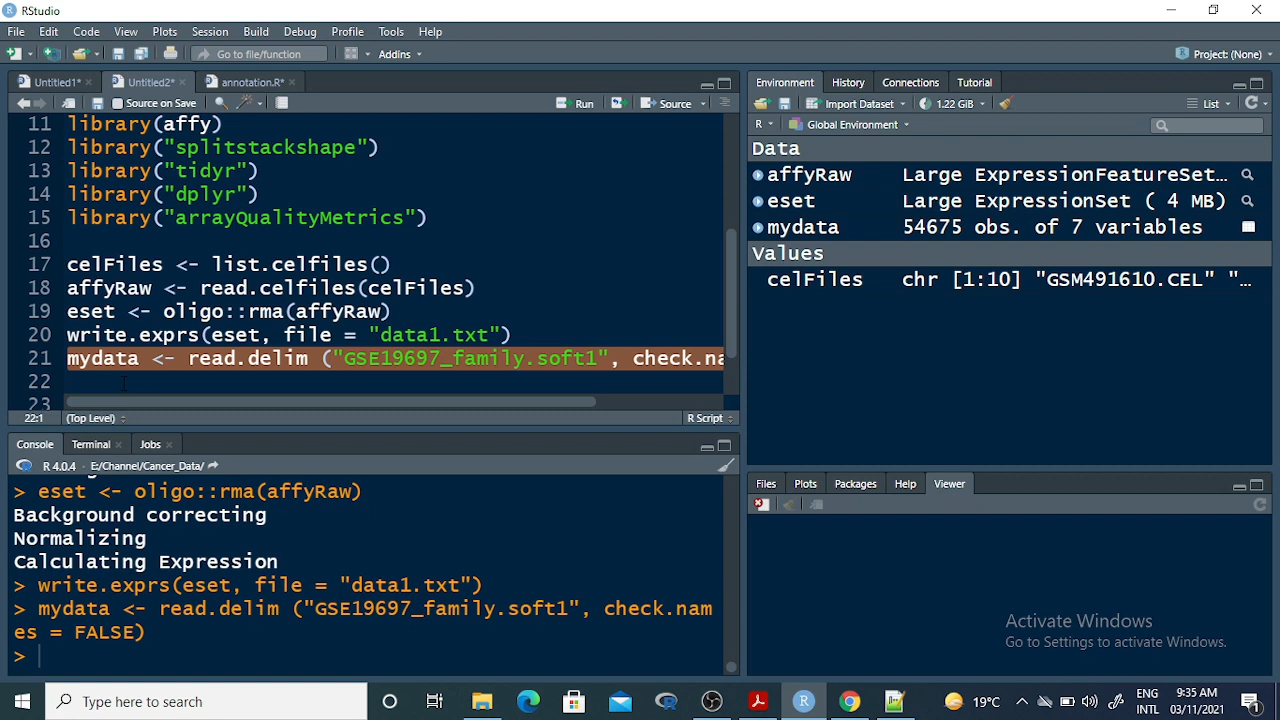 RStudio
File Edit Code View Plots Session Build Debug Profile Tools Help
Go to file/function Addins Project: (None)
Untitled1* Untitled2* annotation.R*
Source on Save Run Source
11 library(affy)
12 library("splitstackshape")
13 library("tidyr")
14 library("dplyr")
15 library("arrayQualityMetrics")
16
17 celFiles <- list.celfiles()
18 affyRaw <- read.celfiles(celFiles)
19 eset <- oligo::rma(affyRaw)
20 write.exprs(eset, file = "data1.txt")
21 mydata <- read.delim ("GSE19697_family.soft1", check.na
22
23
22:1 (Top Level) R Script
Console Terminal Jobs
R 4.0.4 · E:/Channel/Cancer_Data/
> eset <- oligo::rma(affyRaw)
Background correcting
Normalizing
Calculating Expression
> write.exprs(eset, file = "data1.txt")
> mydata <- read.delim ("GSE19697_family.soft1", check.nam
es = FALSE)
>
Environment History Connections Tutorial
Import Dataset 1.22 GiB List
R Global Environment
Data
affyRaw Large ExpressionFeatureSet...
eset Large ExpressionSet ( 4 MB)
mydata 54675 obs. of 7 variables
Values
celFiles chr [1:10] "GSM491610.CEL" "...
Files Plots Packages Help Viewer
Activate Windows
Go to Settings to activate Windows.
Type here to search
19°C
ENG
INTL
9:35 AM
03/11/2021
1